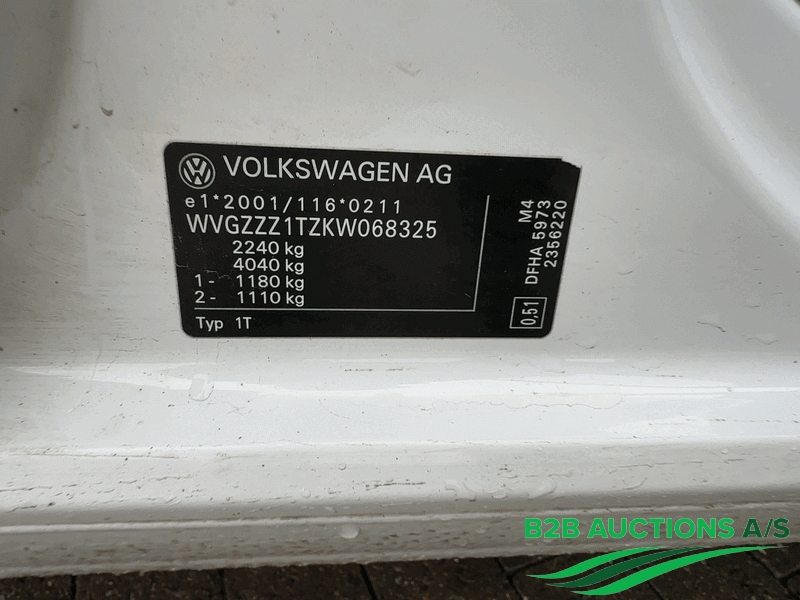 VOLKSWAGEN AG
e1*2001/116*0211
WVGZZZ1TZKW068325
2240 kg
4040 kg
1- 1180 kg
2- 1110 kg
Typ 1T
M4
DFHA 5973
2356220
0,51
B2B AUCTIONS A/S